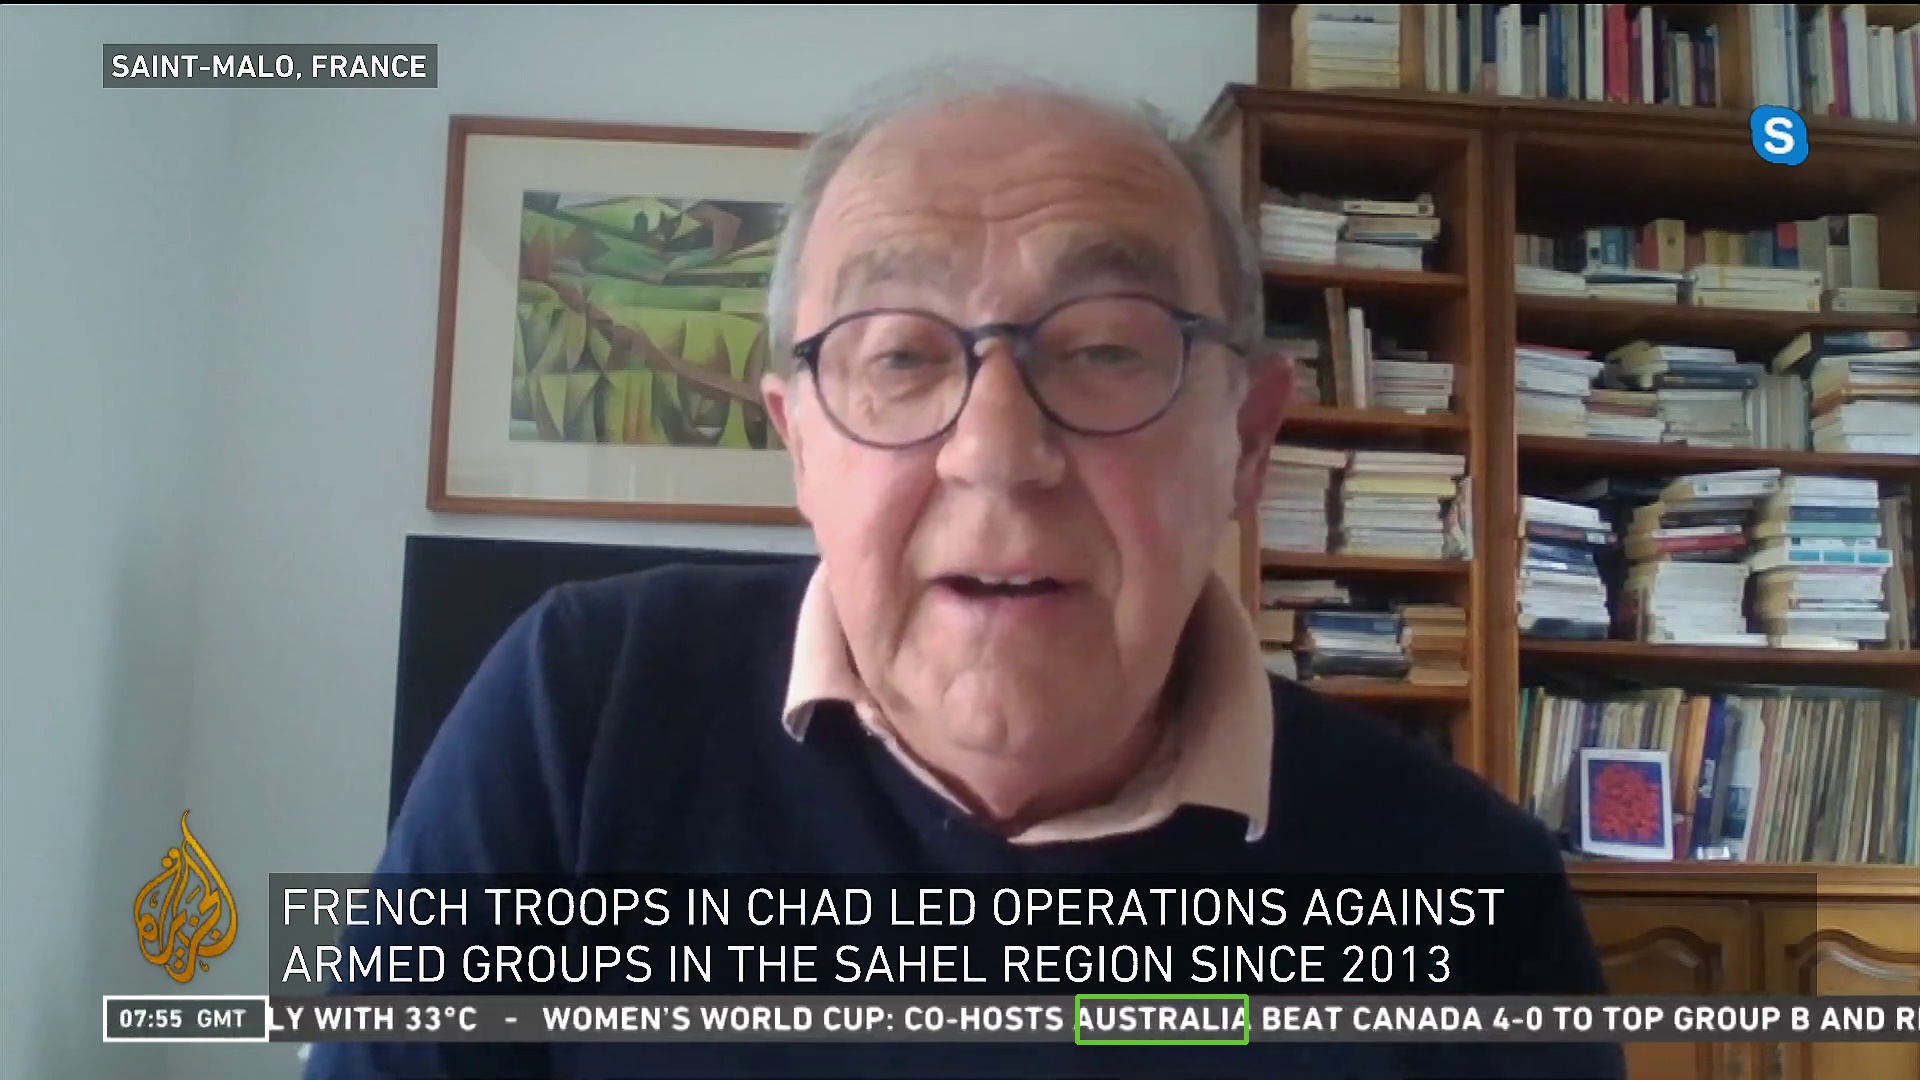 SAINT-MALO, FRANCE
S
FRENCH TROOPS IN CHAD LED OPERATIONS AGAINST
ARMED GROUPS IN THE SAHEL REGION SINCE 2013
07:55 GMT
LY WITH 33°C - WOMEN'S WORLD CUP: CO-HOSTS AUSTRALIA BEAT CANADA 4-0 TO TOP GROUP B AND
الجزيرة